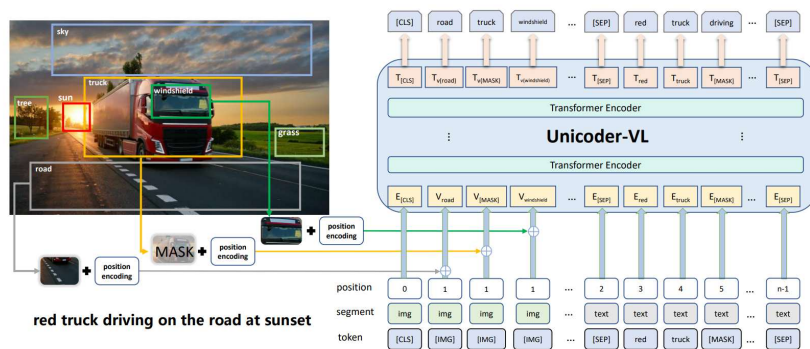 sky
truck
windshield
tree
sun
grass
road
MASK
+
position encoding
+
position encoding
+
position encoding
red truck driving on the road at sunset
[CLS] road truck windshield ... [SEP] red truck driving ... [SEP]
T[CLS] Tv(road) Tv[MASK] Tv(windshield) ... T[SEP] Tred Ttruck T[MASK] ... T[SEP]
Transformer Encoder
⋮ Unicoder-VL ⋮
Transformer Encoder
E[CLS] Vroad V[MASK] Vwindshield ... E[SEP] Ered Etruck E[MASK] ... E[SEP]
position 0 1 1 1 ... 2 3 4 5 ... n-1
segment img img img img ... text text text text ... text
token [CLS] [IMG] [IMG] [IMG] ... [SEP] red truck [MASK] ... [SEP]